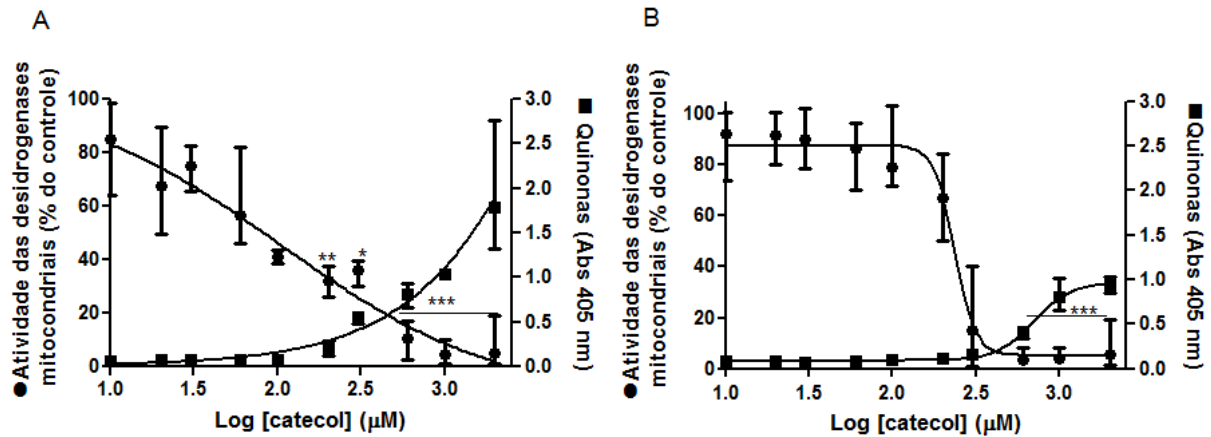 A
● Atividade das desidrogenases
mitocondriais (% do controle)
100
80
60
40
20
0
3.0
2.5
2.0
1.5
1.0
0.5
0.0
■ Quinonas (Abs 405 nm)
**
*
***
1.0 1.5 2.0 2.5 3.0
Log [catecol] (µM)
B
● Atividade das desidrogenases
mitocondriais (% do controle)
100
80
60
40
20
0
3.0
2.5
2.0
1.5
1.0
0.5
0.0
■ Quinonas (Abs 405 nm)
***
1.0 1.5 2.0 2.5 3.0
Log [catecol] (µM)